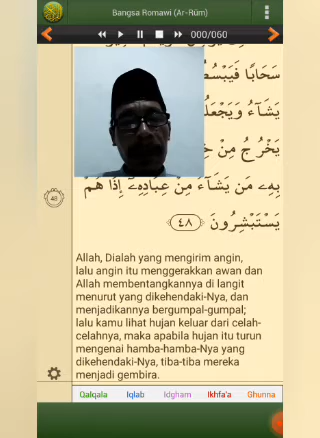 Bangsa Romawi (Ar-Rūm)
000/060
سَحَابًا فَيَبْسُطُ
يَشَآءُ وَيَجْعَلُ
يَخْرُجُ مِنْ
بِهِۦ مَن يَشَآءُ مِنْ عِبَادِهِۦٓ إِذَا هُمْ
يَسْتَبْشِرُونَ ﴿٤٨﴾
48
Allah, Dialah yang mengirim angin,
lalu angin itu menggerakkan awan dan
Allah membentangkannya di langit
menurut yang dikehendaki-Nya, dan
menjadikannya bergumpal-gumpal;
lalu kamu lihat hujan keluar dari celah-
celahnya, maka apabila hujan itu turun
mengenai hamba-hamba-Nya yang
dikehendaki-Nya, tiba-tiba mereka
menjadi gembira.
Qalqala Iqlab Idgham Ikhfa'a Ghunna